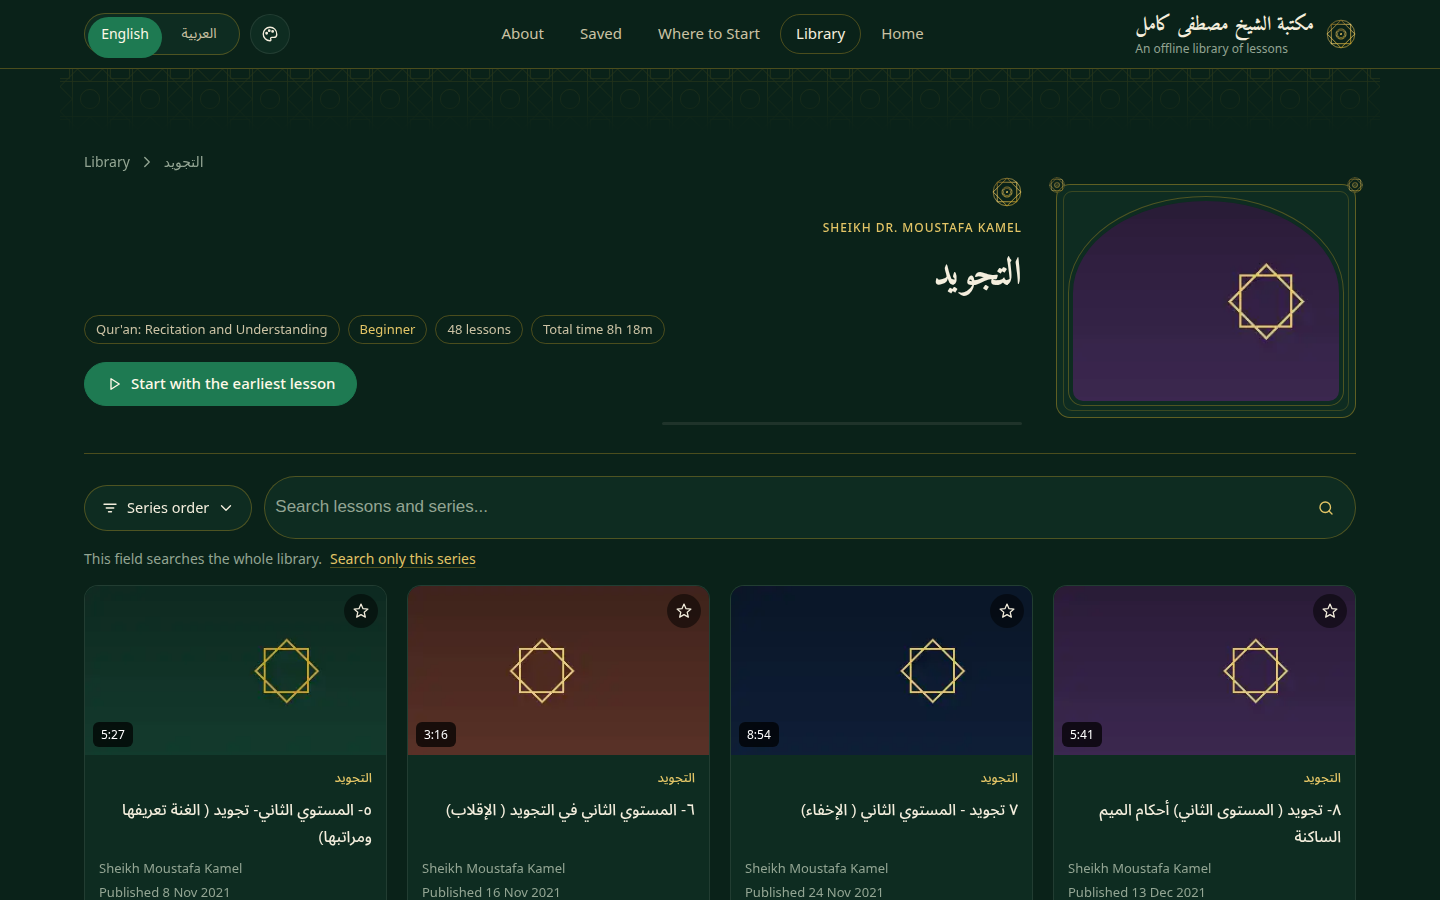 English
العربية
About
Saved
Where to Start
Library
Home
مكتبة الشيخ مصطفى كامل
An offline library of lessons
Library
التجويد
SHEIKH DR. MOUSTAFA KAMEL
التجويد
Qur'an: Recitation and Understanding
Beginner
48 lessons
Total time 8h 18m
Start with the earliest lesson
Series order
Search lessons and series...
This field searches the whole library. Search only this series
5:27
التجويد
٥- المستوي الثاني- تجويد ( الغنة تعريفها
ومراتبها)
Sheikh Moustafa Kamel
Published 8 Nov 2021
3:16
التجويد
٦- المستوي الثاني في التجويد ( الإقلاب)
Sheikh Moustafa Kamel
Published 16 Nov 2021
8:54
التجويد
٧ تجويد - المستوي الثاني ( الإخفاء)
Sheikh Moustafa Kamel
Published 24 Nov 2021
5:41
التجويد
٨- تجويد ( المستوى الثاني) أحكام الميم
الساكنة
Sheikh Moustafa Kamel
Published 13 Dec 2021